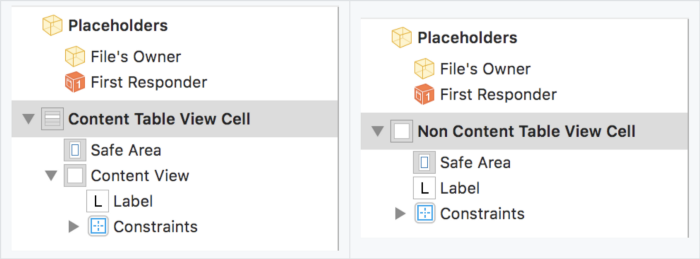 Placeholders
File's Owner
First Responder
Content Table View Cell
Safe Area
Content View
L Label
Constraints
Placeholders
File's Owner
First Responder
Non Content Table View Cell
Safe Area
L Label
Constraints